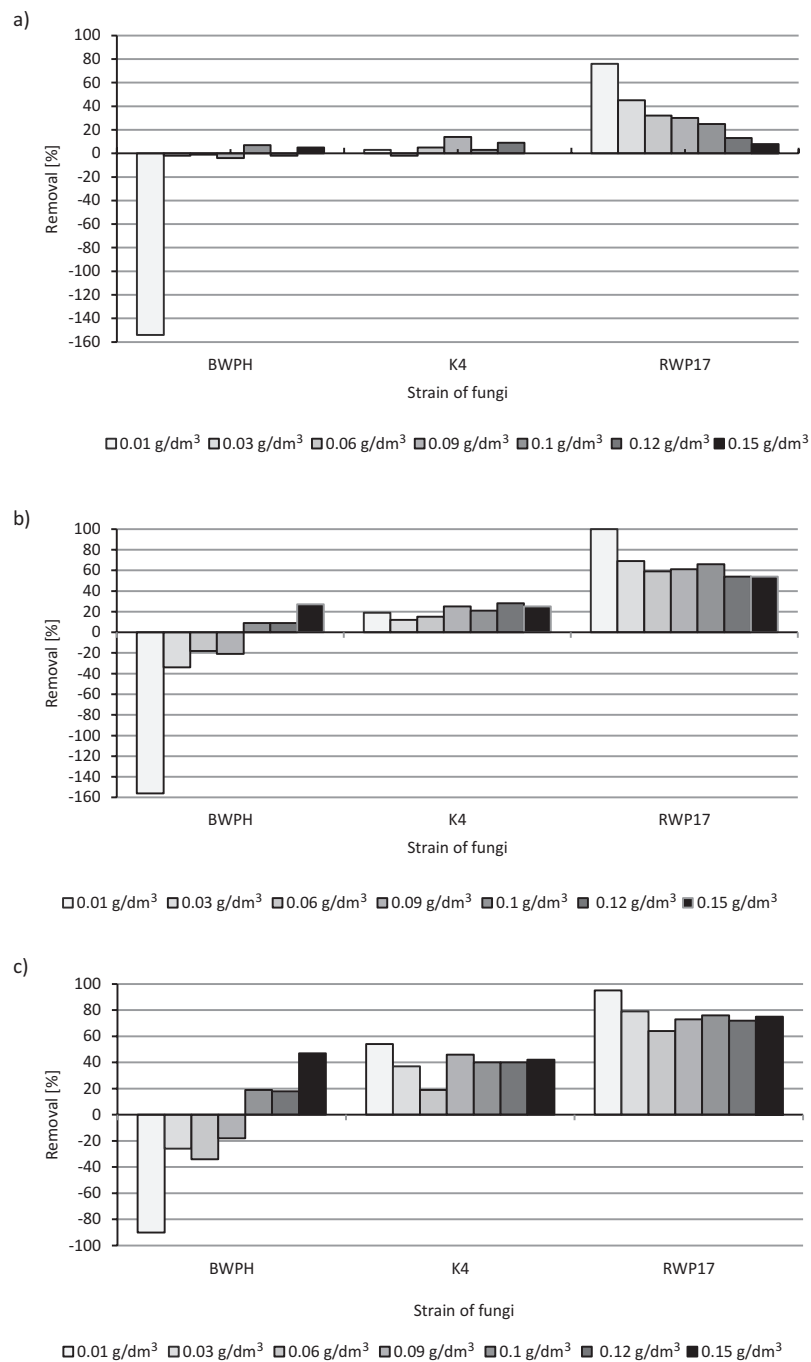 a)
100
80
60
40
20
0
-20
-40
-60
-80
-100
-120
-140
-160
Removal [%]
BWPH K4 RWP17
Strain of fungi
0.01 g/dm³ 0.03 g/dm³ 0.06 g/dm³ 0.09 g/dm³ 0.1 g/dm³ 0.12 g/dm³ 0.15 g/dm³
b)
100
80
60
40
20
0
-20
-40
-60
-80
-100
-120
-140
-160
Removal [%]
BWPH K4 RWP17
Strain of fungi
0.01 g/dm³ 0.03 g/dm³ 0.06 g/dm³ 0.09 g/dm³ 0.1 g/dm³ 0.12 g/dm³ 0.15 g/dm³
c)
100
80
60
40
20
0
-20
-40
-60
-80
-100
Removal [%]
BWPH K4 RWP17
Strain of fungi
0.01 g/dm³ 0.03 g/dm³ 0.06 g/dm³ 0.09 g/dm³ 0.1 g/dm³ 0.12 g/dm³ 0.15 g/dm³